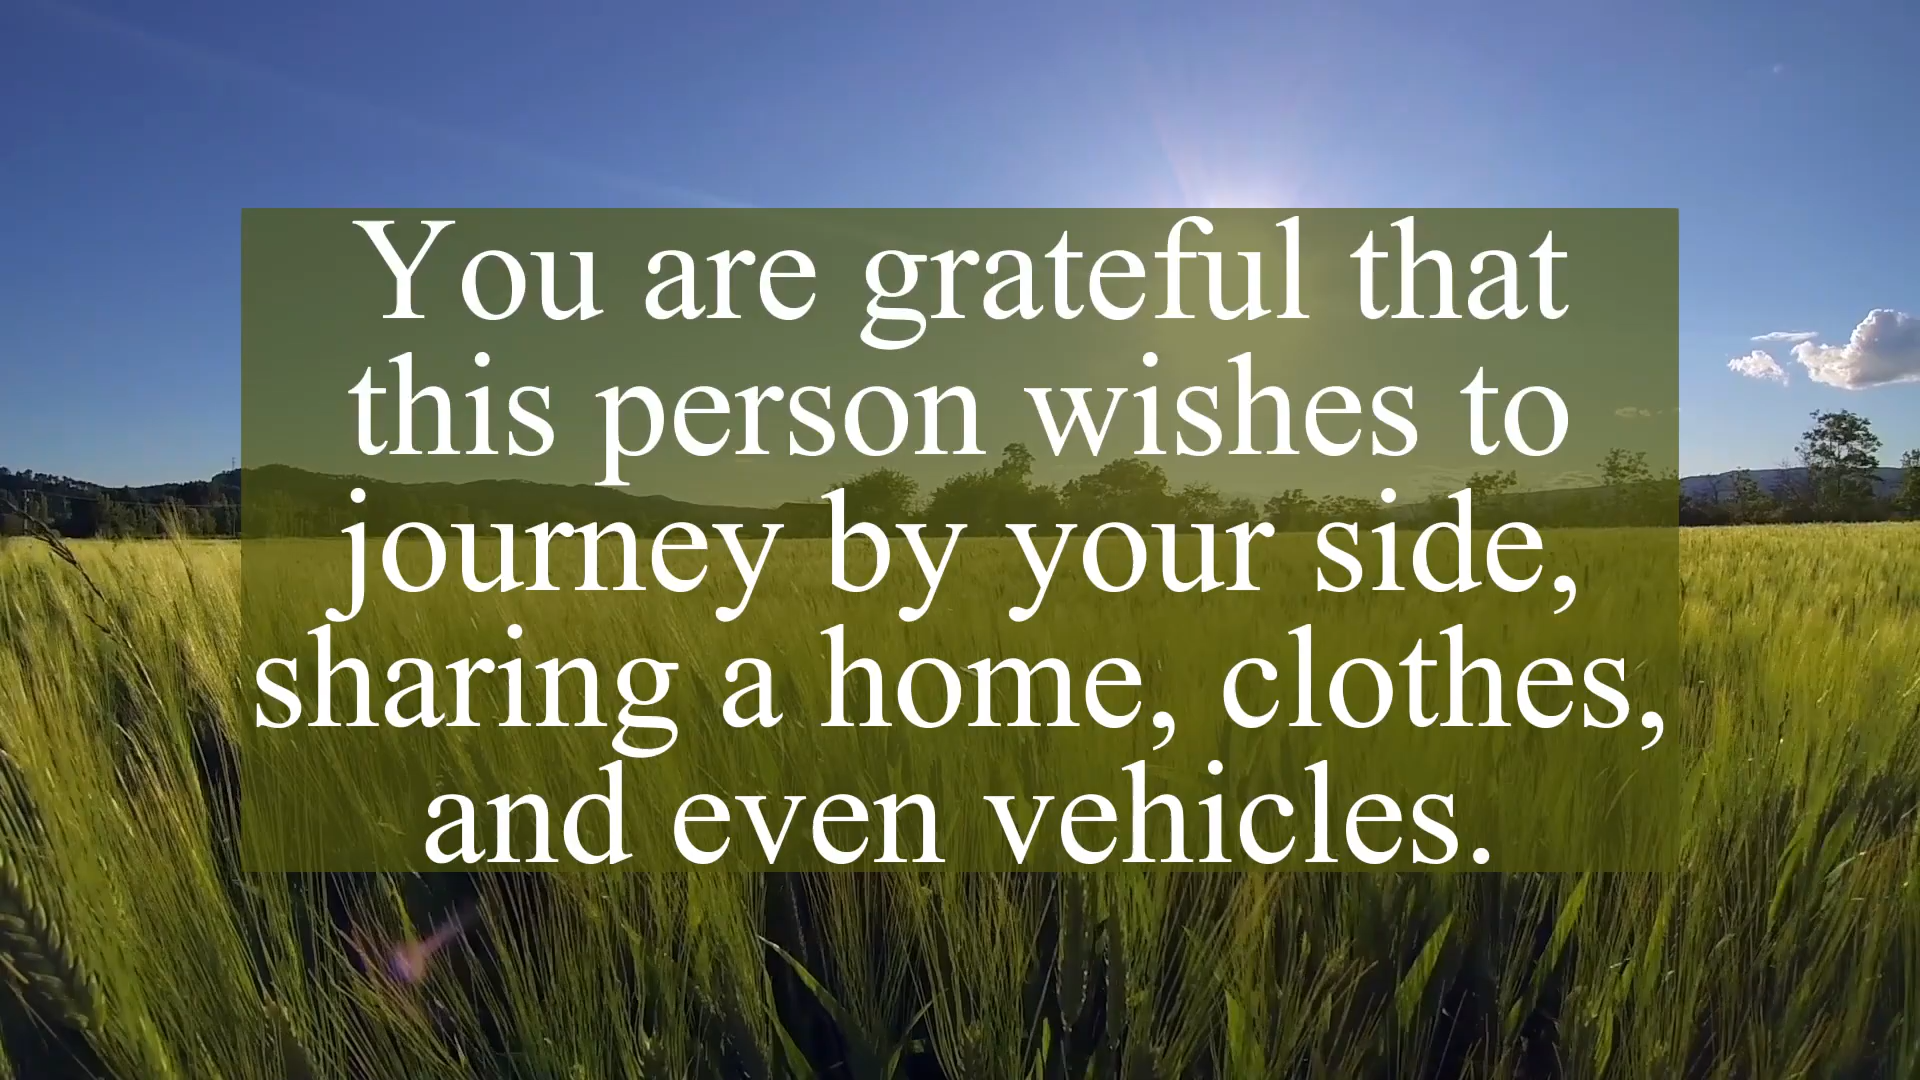 You are grateful that
this person wishes to
journey by your side,
sharing a home, clothes,
and even vehicles.